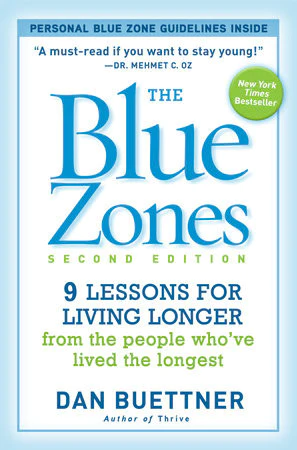 PERSONAL BLUE ZONE GUIDELINES INSIDE
“A must-read if you want to stay young!”
—DR. MEHMET C. OZ
New York
Times
Bestseller
THE
Blue
Zones
SECOND EDITION
9 LESSONS FOR
LIVING LONGER
from the people who’ve
lived the longest
DAN BUETTNER
Author of Thrive